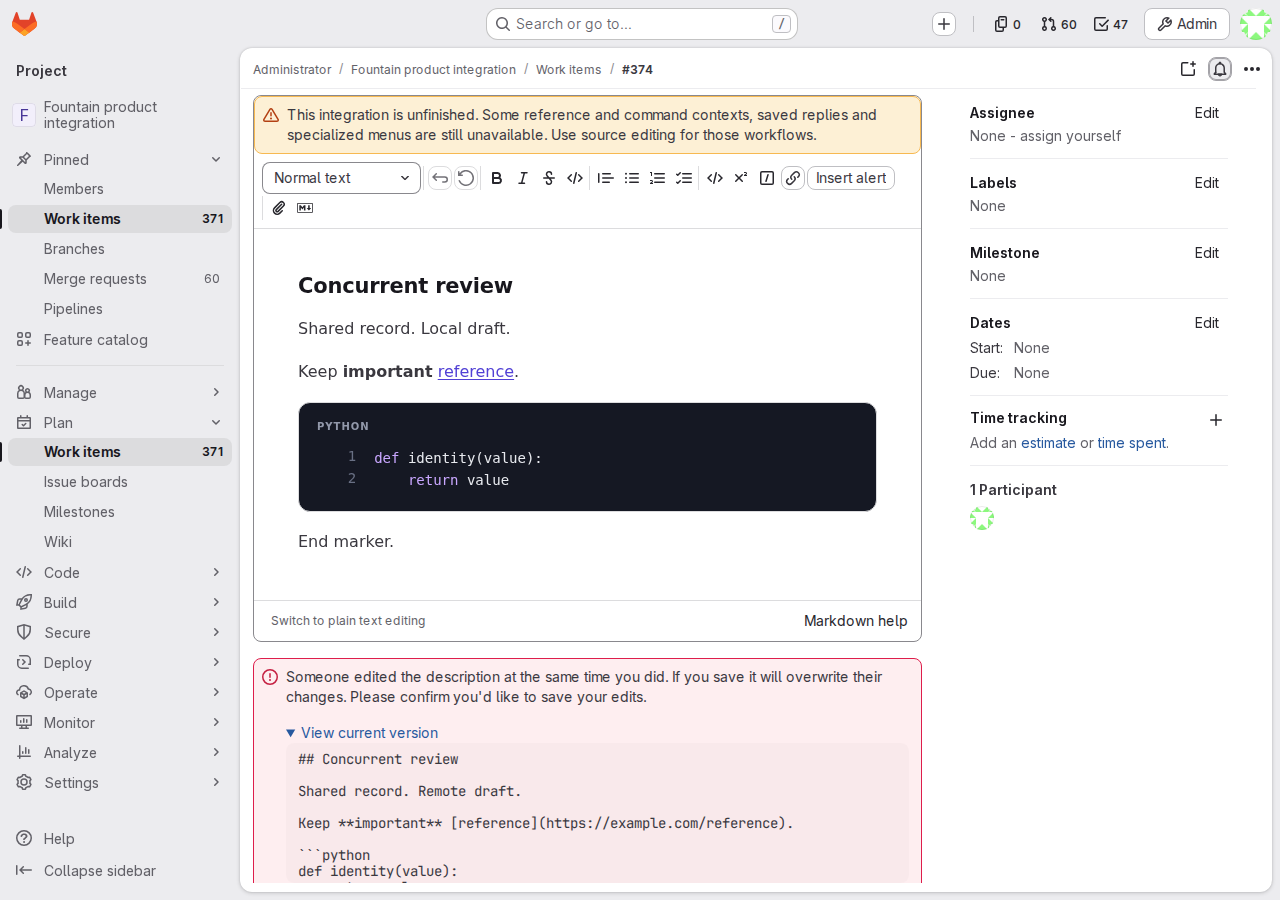 Search or go to...
/
0
60
47
Admin
Project
F
Fountain product integration
Pinned
Members
Work items 371
Branches
Merge requests 60
Pipelines
Feature catalog
Manage
Plan
Work items 371
Issue boards
Milestones
Wiki
Code
Build
Secure
Deploy
Operate
Monitor
Analyze
Settings
Help
Collapse sidebar
Administrator / Fountain product integration / Work items / #374
This integration is unfinished. Some reference and command contexts, saved replies and
specialized menus are still unavailable. Use source editing for those workflows.
Normal text
Insert alert
Concurrent review
Shared record. Local draft.
Keep important reference.
PYTHON
1 def identity(value):
2     return value
End marker.
Switch to plain text editing
Markdown help
Someone edited the description at the same time you did. If you save it will overwrite their
changes. Please confirm you'd like to save your edits.
View current version
## Concurrent review
Shared record. Remote draft.
Keep **important** [reference](https://example.com/reference).
```python
def identity(value):
Assignee Edit
None - assign yourself
Labels Edit
None
Milestone Edit
None
Dates Edit
Start: None
Due: None
Time tracking
Add an estimate or time spent.
1 Participant